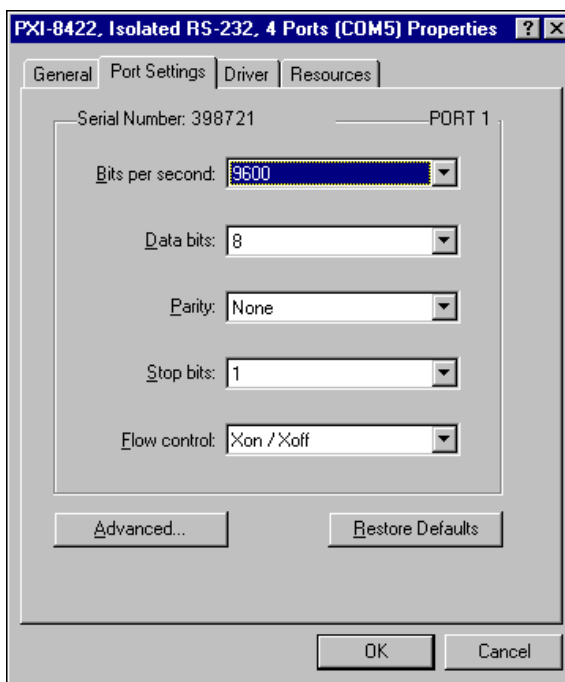 PXI-8422, Isolated RS-232, 4 Ports (COM5) Properties
General Port Settings Driver Resources
Serial Number: 398721 PORT 1
Bits per second: 9600
Data bits: 8
Parity: None
Stop bits: 1
Flow control: Xon / Xoff
Advanced... Restore Defaults
OK Cancel